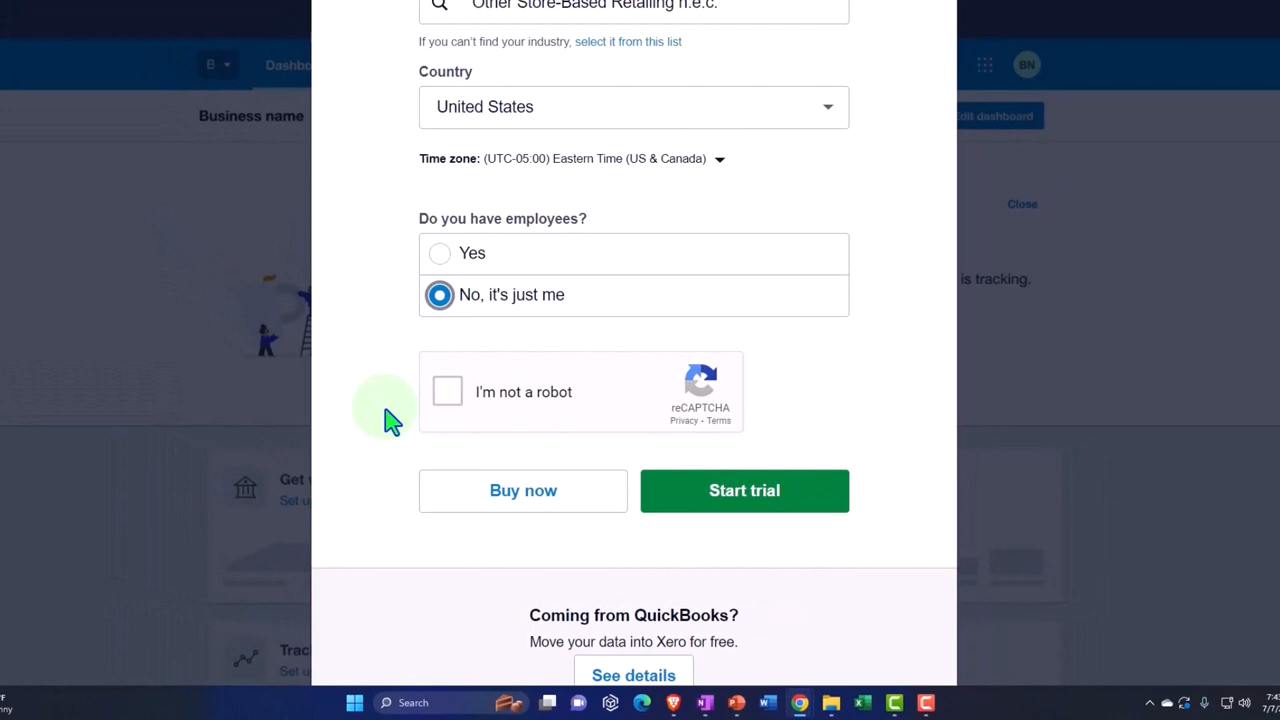 Other Store-Based Retailing n.e.c.
If you can't find your industry, select it from this list
B
BN
Country
Business name
United States
Edit dashboard
Time zone: (UTC-05:00) Eastern Time (US & Canada)
Close
Do you have employees?
Yes
is tracking.
No, it's just me
I'm not a robot
reCAPTCHA
Privacy - Terms
Get
Set up
Buy now
Start trial
Coming from QuickBooks?
Move your data into Xero for free.
See details
Search